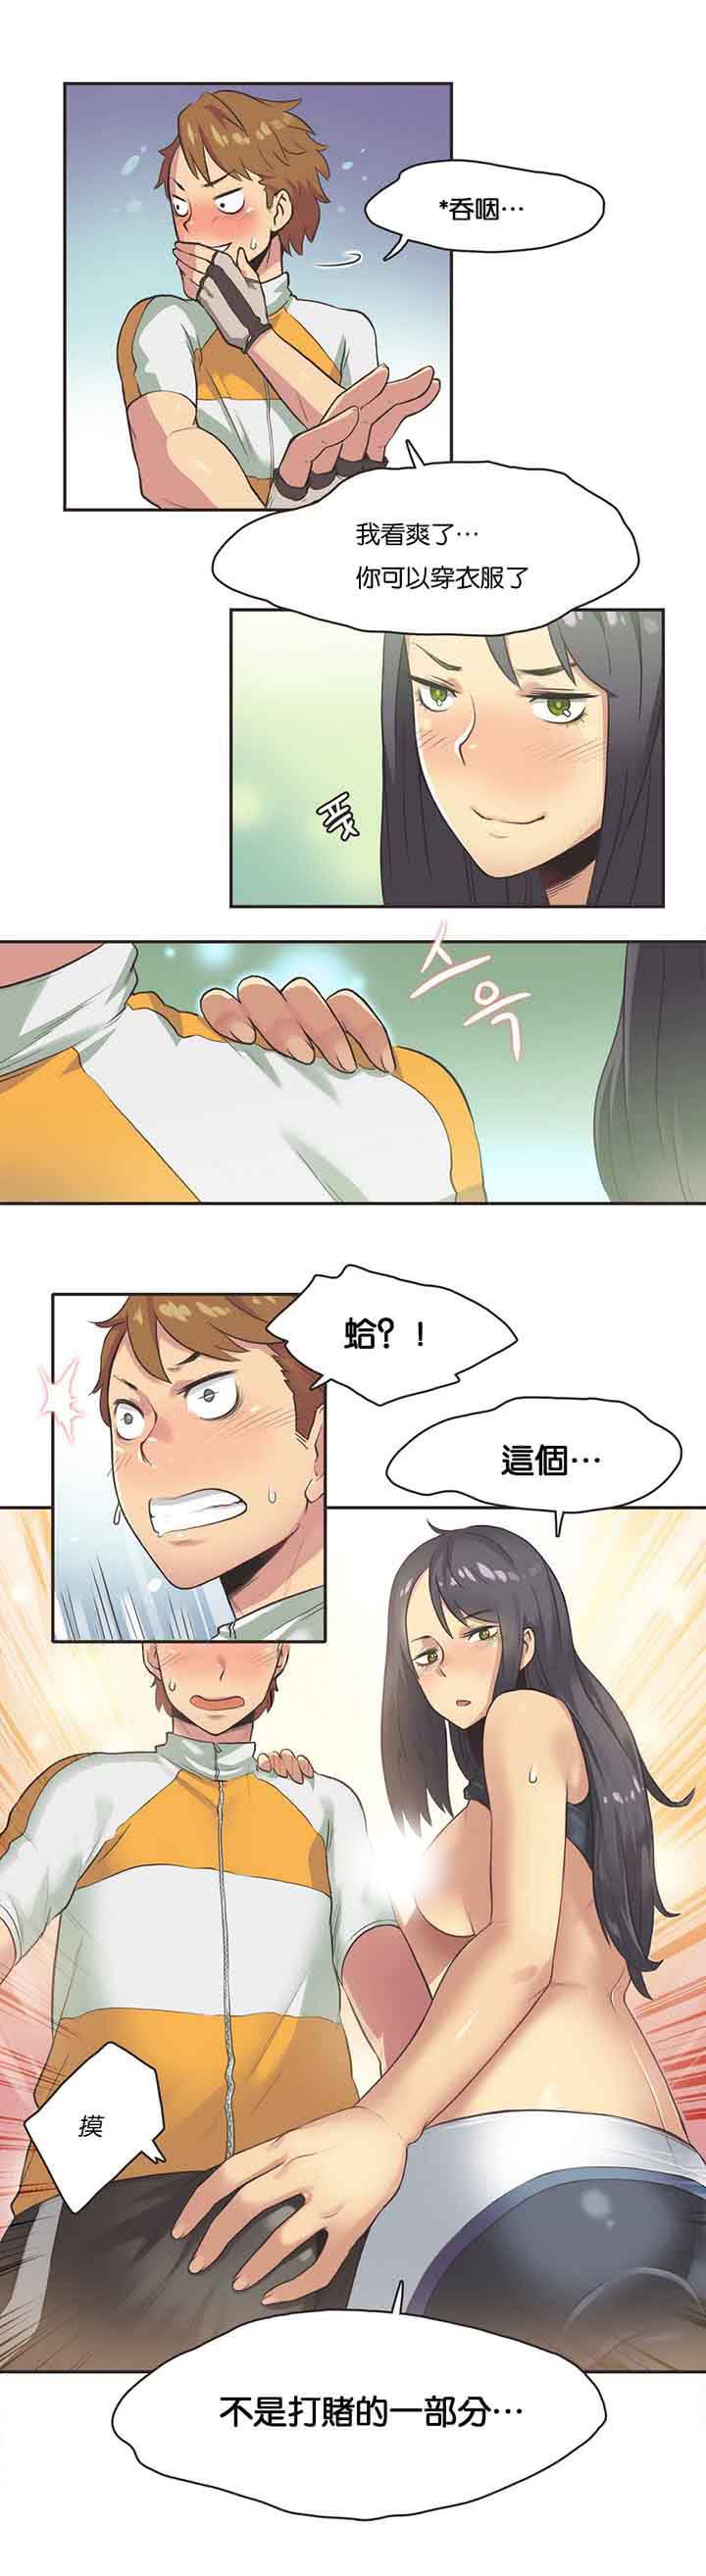 *吞咽…
我看爽了…
你可以穿衣服了
씃
스윽
蛤？！
這個…
摸
不是打賭的一部分…